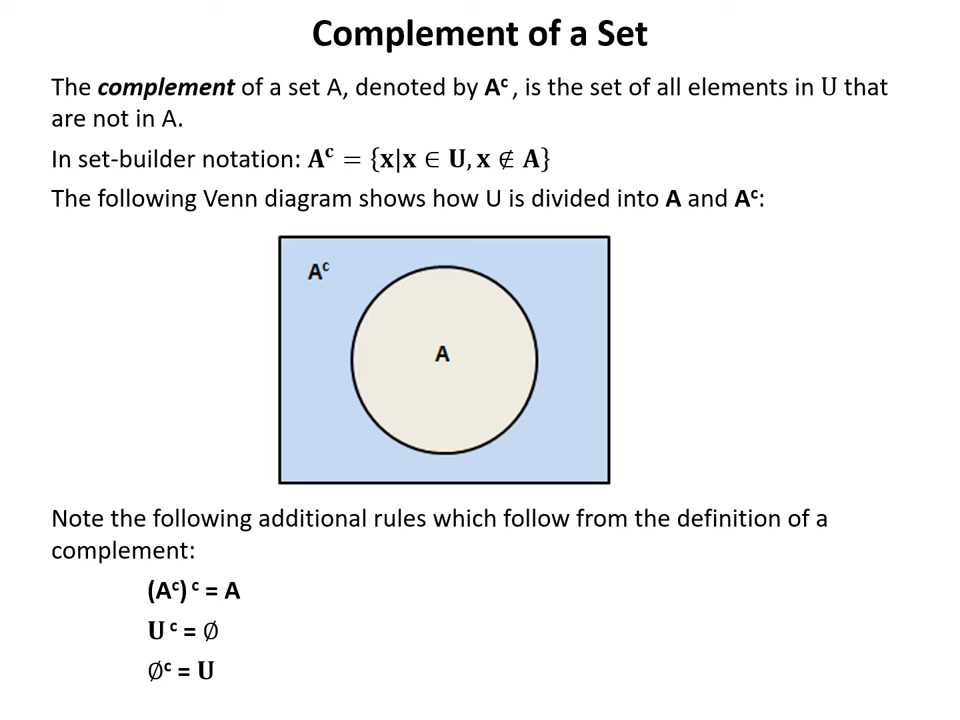 Complement of a Set
The complement of a set A, denoted by Aᶜ , is the set of all elements in U that
are not in A.
In set-builder notation: Aᶜ = {x|x ∈ U, x ∉ A}
The following Venn diagram shows how U is divided into A and Aᶜ:
Aᶜ
A
Note the following additional rules which follow from the definition of a
complement:
(Aᶜ) ᶜ = A
U ᶜ = ∅
∅ᶜ = U